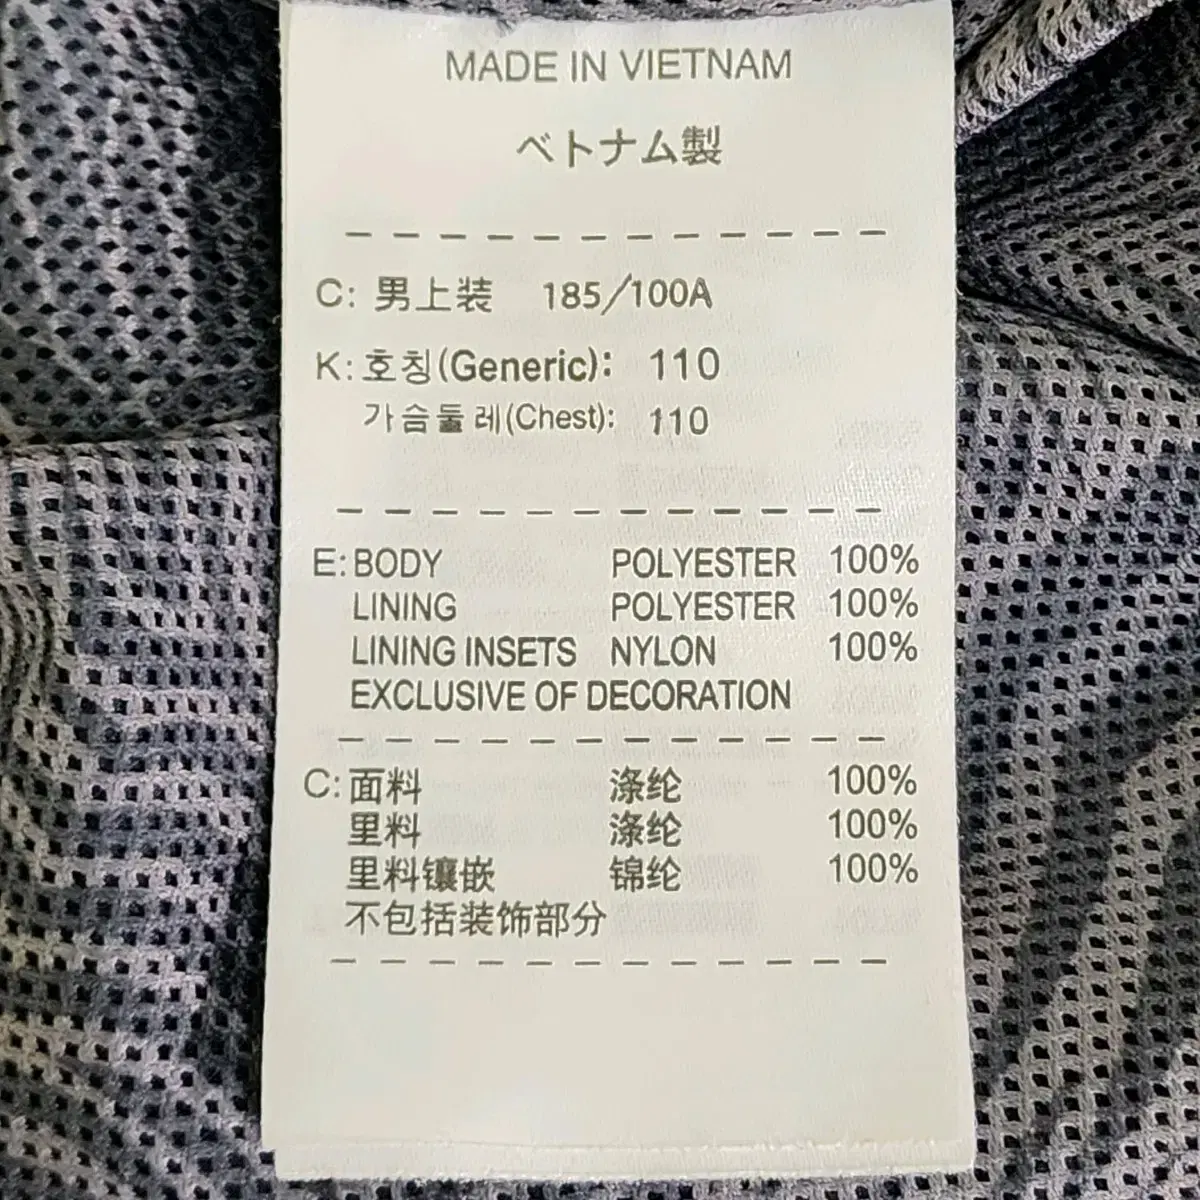 MADE IN VIETNAM
ベトナム製
C: 男上装 185/100A
K: 호칭(Generic): 110
가슴둘레(Chest): 110
E: BODY POLYESTER 100%
LINING POLYESTER 100%
LINING INSETS NYLON 100%
EXCLUSIVE OF DECORATION
C: 面料 涤纶 100%
里料 涤纶 100%
里料镶嵌 锦纶 100%
不包括装饰部分